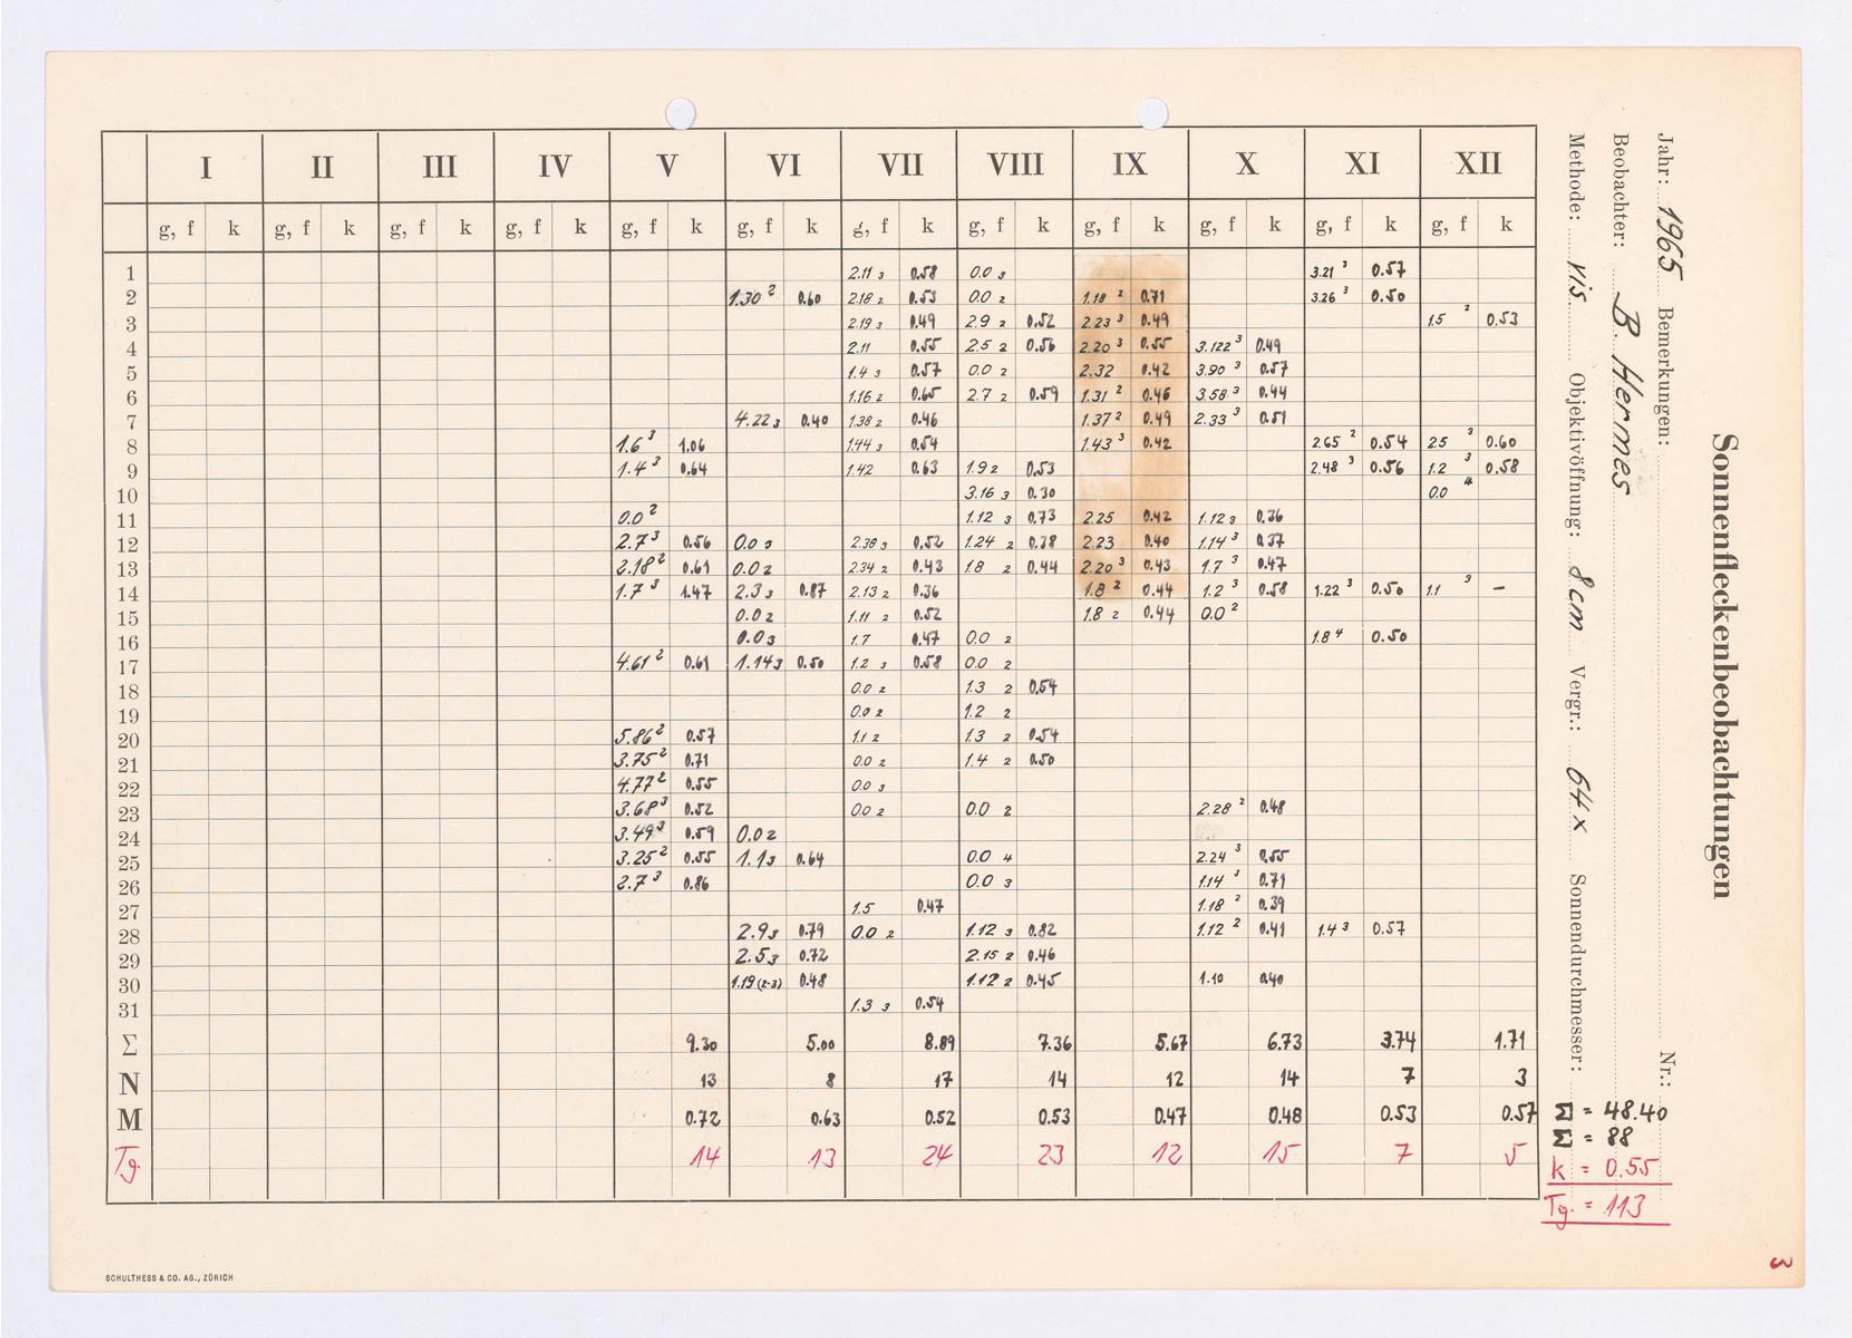 Sonnenfleckenbeobachtungen
Jahr: 1965 Bemerkungen: Nr.:
Beobachter: B. Hermes
Methode: vis. Objektivöffnung: 8cm Vergr.: 64x Sonnendurchmesser:
I II III IV V VI VII VIII IX X XI XII
g, f k g, f k g, f k g, f k g, f k g, f k g, f k g, f k g, f k g, f k g, f k g, f k
1 2.11 3 0.58 0.0 3 3.21 3 0.57
2 1.30 2 0.60 2.18 2 0.53 0.0 2 1.18 2 0.71 3.26 3 0.50
3 2.19 3 0.49 2.9 2 0.52 2.23 3 0.49 1.5 2 0.53
4 2.11 0.55 2.5 2 0.56 2.20 3 0.55 3.122 3 0.49
5 1.4 3 0.57 0.0 2 2.32 0.42 3.90 3 0.57
6 1.16 2 0.65 2.7 2 0.59 1.31 2 0.46 3.58 3 0.44
7 4.22 3 0.40 1.38 2 0.46 1.37 2 0.49 2.33 3 0.51
8 1.6 3 1.06 1.44 3 0.54 1.43 3 0.42 2.65 2 0.54 2.5 3 0.60
9 1.4 3 0.64 1.42 0.63 1.9 2 0.53 2.48 3 0.56 1.2 3 0.58
10 3.16 3 0.30 0.0 4
11 0.0 2 1.12 3 0.73 2.25 0.42 1.12 3 0.36
12 2.7 3 0.56 0.0 3 2.38 3 0.52 1.24 2 0.38 2.23 0.40 1.14 3 0.37
13 2.18 2 0.61 0.0 2 2.34 2 0.43 1.8 2 0.44 2.20 3 0.43 1.7 3 0.47
14 1.7 3 1.47 2.3 3 0.87 2.13 2 0.36 1.8 2 0.44 1.2 3 0.58 1.22 3 0.50 1.1 3 –
15 0.0 2 1.11 2 0.52 1.8 2 0.44 0.0 2
16 0.0 3 1.7 0.47 0.0 2 1.8 4 0.50
17 4.61 2 0.61 1.14 3 0.50 1.2 3 0.58 0.0 2
18 0.0 2 1.3 2 0.54
19 0.0 2 1.2 2
20 5.86 2 0.57 1.1 2 1.3 2 0.54
21 3.75 2 0.71 0.0 2 1.4 2 0.50
22 4.77 2 0.55 0.0 3
23 3.68 3 0.52 0.0 2 0.0 2 2.28 2 0.48
24 3.49 3 0.59 0.0 2
25 3.25 2 0.55 1.1 3 0.64 0.0 4 2.24 3 0.55
26 2.7 3 0.86 0.0 3 1.14 3 0.71
27 1.5 0.47 1.18 2 0.39
28 2.9 3 0.79 0.0 2 1.12 3 0.82 1.12 2 0.41 1.4 3 0.57
29 2.5 3 0.72 2.15 2 0.46
30 1.19 (2-3) 0.48 1.12 2 0.45 1.10 0.40
31 1.3 3 0.54
Σ 9.30 5.00 8.89 7.36 5.67 6.73 3.74 1.71
N 13 8 17 14 12 14 7 3
M 0.72 0.63 0.52 0.53 0.47 0.48 0.53 0.57
Tg. 14 13 24 23 12 15 7 5
Σ = 48.40
Σ = 88
k = 0.55
Tg. = 113
3
SCHULTHESS & CO. AG., ZÜRICH